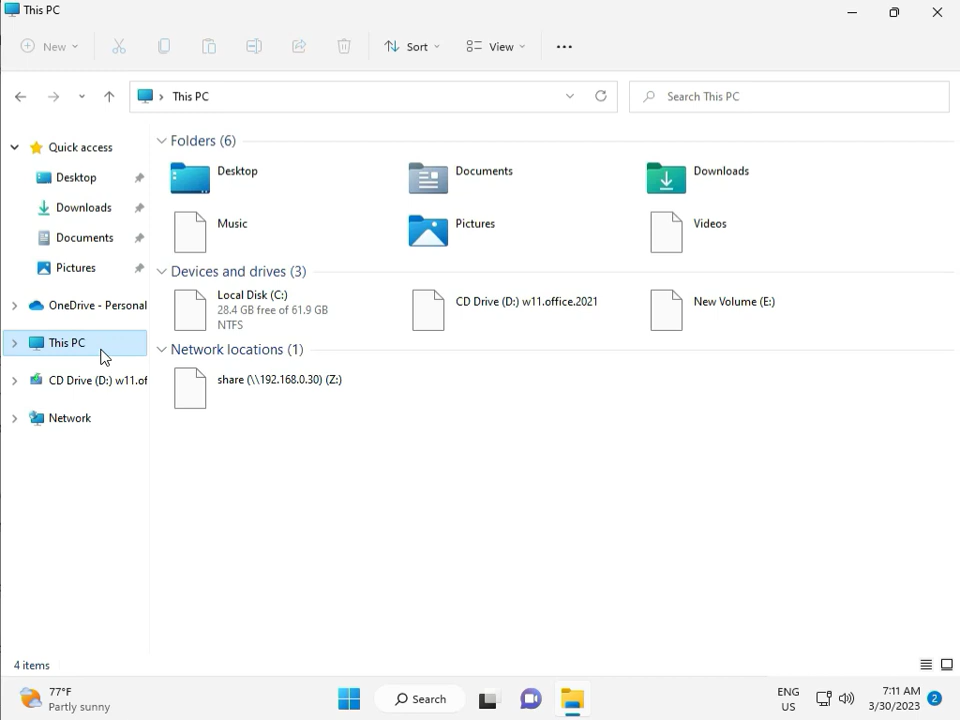 This PC
New
Sort
View
This PC
Search This PC
Quick access
Desktop
Downloads
Documents
Pictures
OneDrive - Personal
This PC
CD Drive (D:) w11.of
Network
Folders (6)
Desktop
Documents
Downloads
Music
Pictures
Videos
Devices and drives (3)
Local Disk (C:)
28.4 GB free of 61.9 GB
NTFS
CD Drive (D:) w11.office.2021
New Volume (E:)
Network locations (1)
share (\\192.168.0.30) (Z:)
4 items
77°F
Partly sunny
Search
ENG
US
7:11 AM
3/30/2023
2